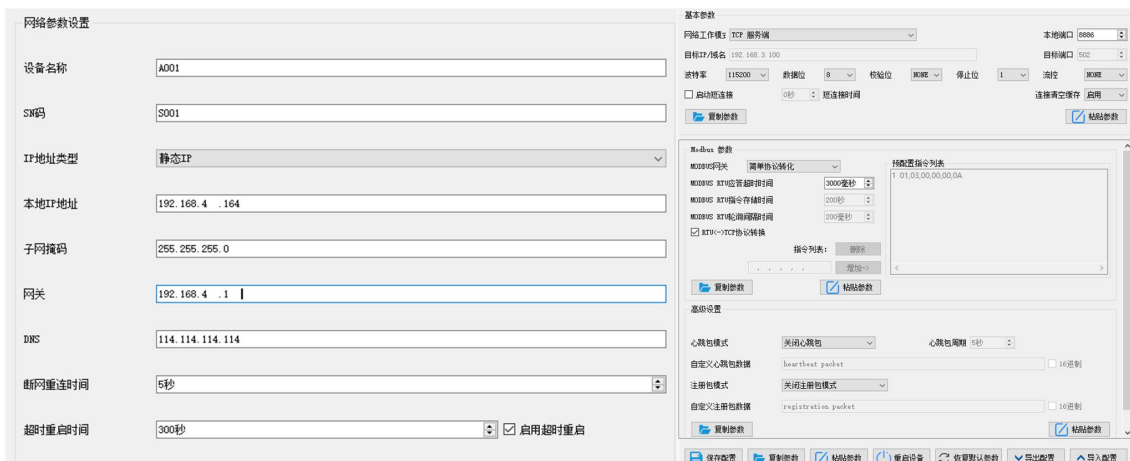 网络参数设置
设备名称 A001
SN码 S001
IP地址类型 静态IP
本地IP地址 192.168.4 .164
子网掩码 255.255.255.0
网关 192.168.4 .1
DNS 114.114.114.114
断网重连时间 5秒
超时重启时间 300秒 启用超时重启
基本参数
网络工作模: TCP 服务端 本地端口 8886
目标IP/域名 192.168.3.100 目标端口 502
波特率 115200 数据位 8 校验位 NONE 停止位 1 流控 NONE
启动短连接 0秒 短连接时间 连接清空缓存 启用
复制参数 粘贴参数
Modbus 参数
MODBUS网关 简单协议转化
MODBUS RTU应答超时时间 3000毫秒
MODBUS RTU指令存储时间 200秒
MODBUS RTU轮询间隔时间 200毫秒
RTU<->TCP协议转换
指令列表: 删除
, , , , , 增加->
预配置指令列表
1 01,03,00,00,00,0A
复制参数 粘贴参数
高级设置
心跳包模式 关闭心跳包 心跳包周期 5秒
自定义心跳包数据 heartbeat packet 16进制
注册包模式 关闭注册包模式
自定义注册包数据 registration packet 16进制
复制参数 粘贴参数
保存配置 复制参数 粘贴参数 重启设备 恢复默认参数 导出配置 导入配置